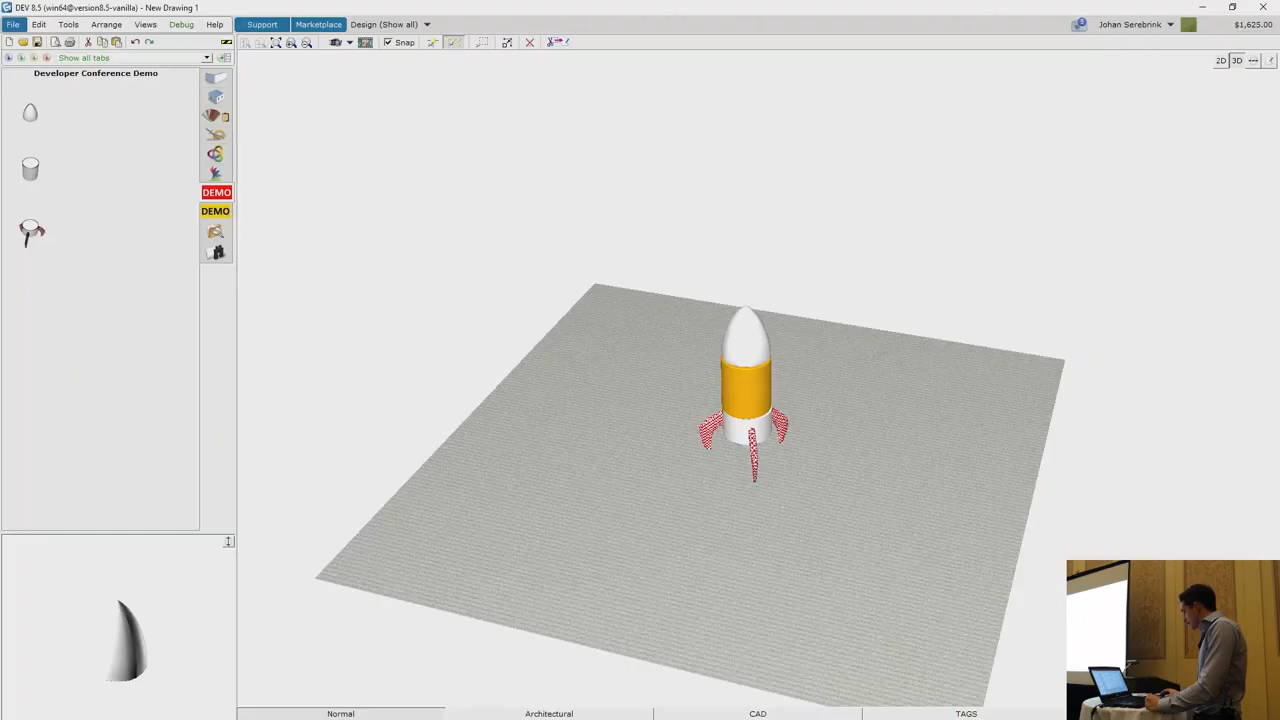 DEV 8.5 (win64@version8.5-vanilla) - New Drawing 1
File Edit Tools Arrange Views Debug Help Support Marketplace Design (Show all) Johan Serebrink $1,625.00
Snap
Show all tabs
2D 3D
Developer Conference Demo
DEMO
DEMO
Normal Architectural CAD TAGS